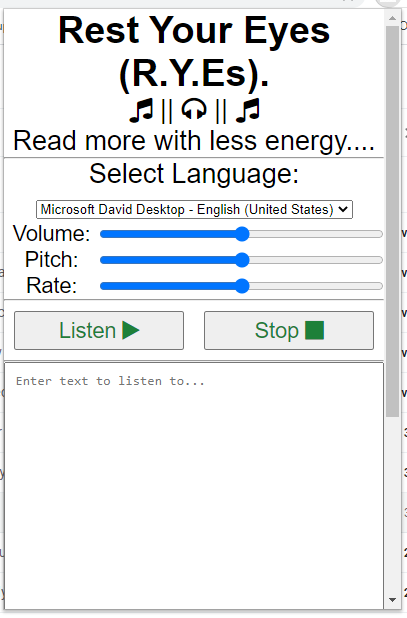 Rest Your Eyes
(R.Y.Es).
|| ||
Read more with less energy....
Select Language:
Microsoft David Desktop - English (United States)
Volume:
Pitch:
Rate:
Listen
Stop
Enter text to listen to...